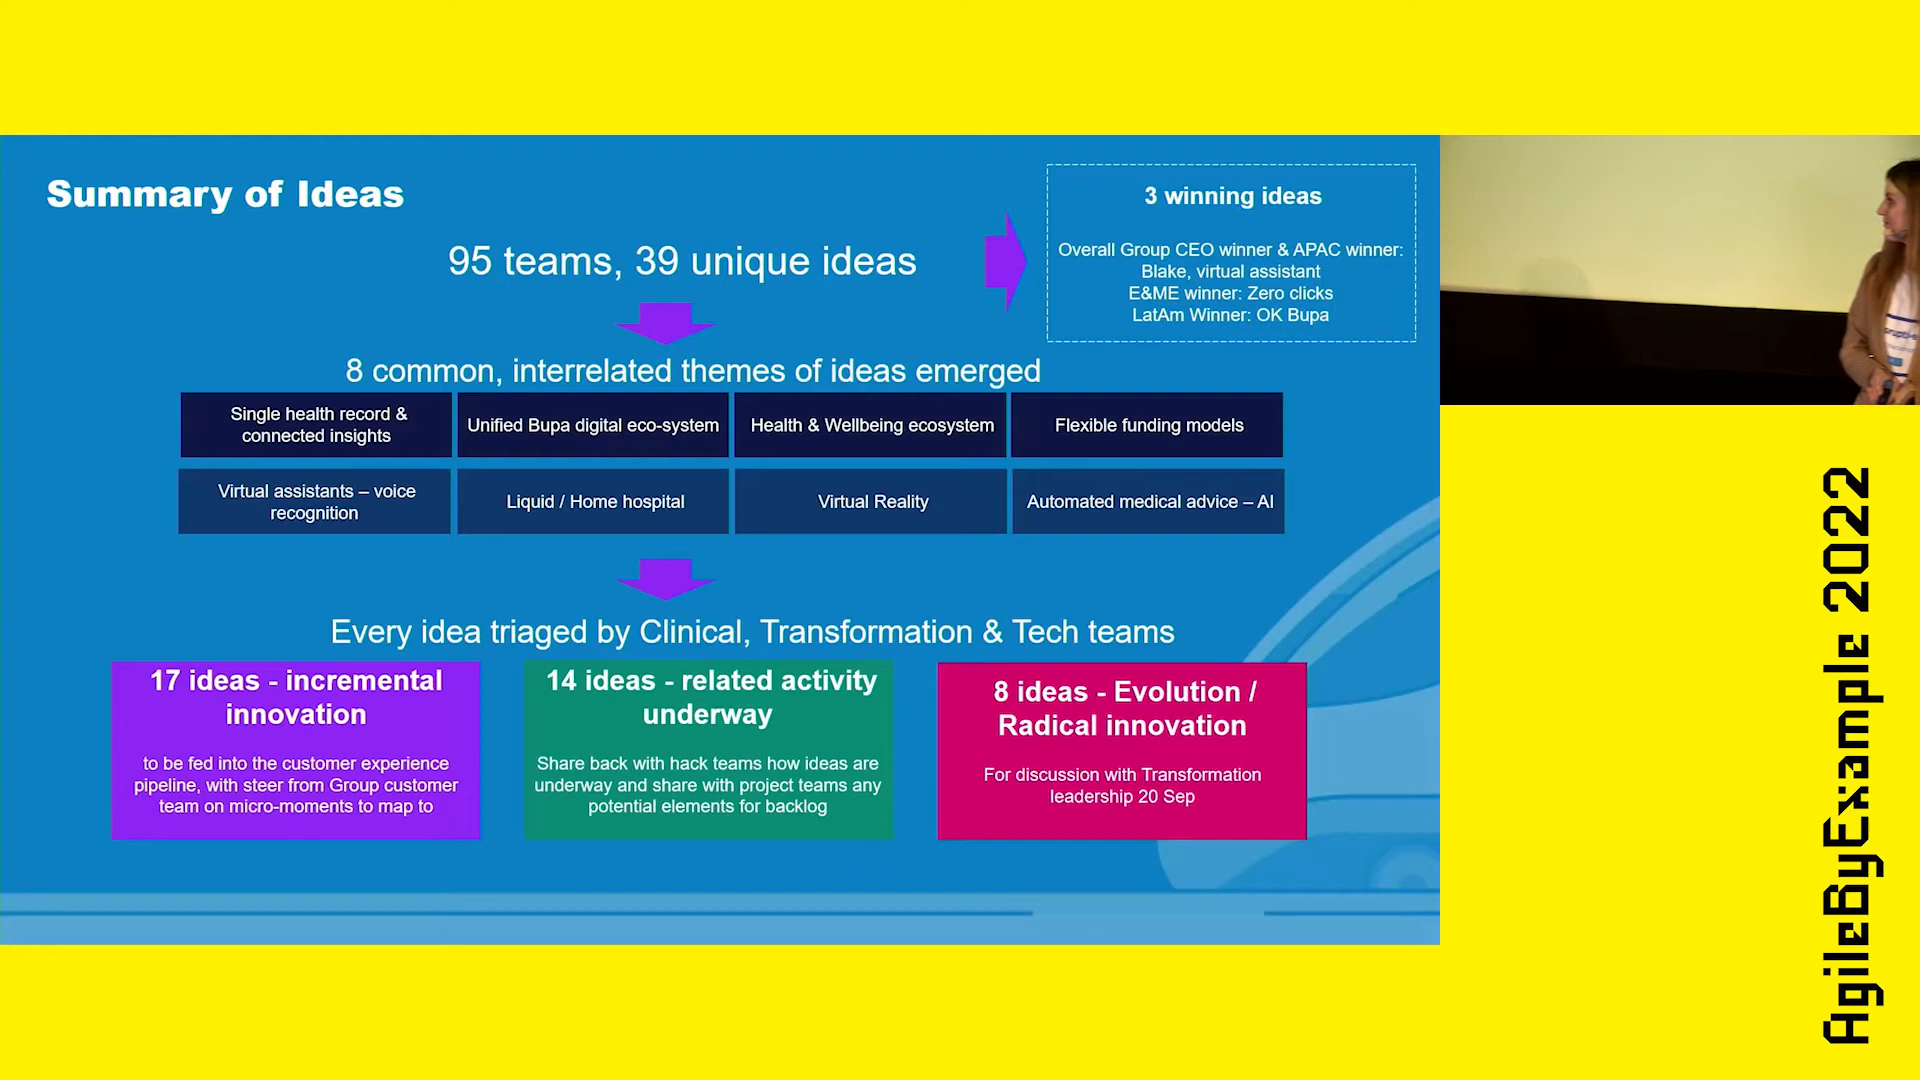 Summary of Ideas
95 teams, 39 unique ideas
3 winning ideas
Overall Group CEO winner & APAC winner:
Blake, virtual assistant
E&ME winner: Zero clicks
LatAm Winner: OK Bupa
8 common, interrelated themes of ideas emerged
Single health record &
connected insights
Unified Bupa digital eco-system
Health & Wellbeing ecosystem
Flexible funding models
Virtual assistants – voice
recognition
Liquid / Home hospital
Virtual Reality
Automated medical advice – AI
Every idea triaged by Clinical, Transformation & Tech teams
17 ideas - incremental
innovation
to be fed into the customer experience
pipeline, with steer from Group customer
team on micro-moments to map to
14 ideas - related activity
underway
Share back with hack teams how ideas are
underway and share with project teams any
potential elements for backlog
8 ideas - Evolution /
Radical innovation
For discussion with Transformation
leadership 20 Sep
AgileByExample 2022